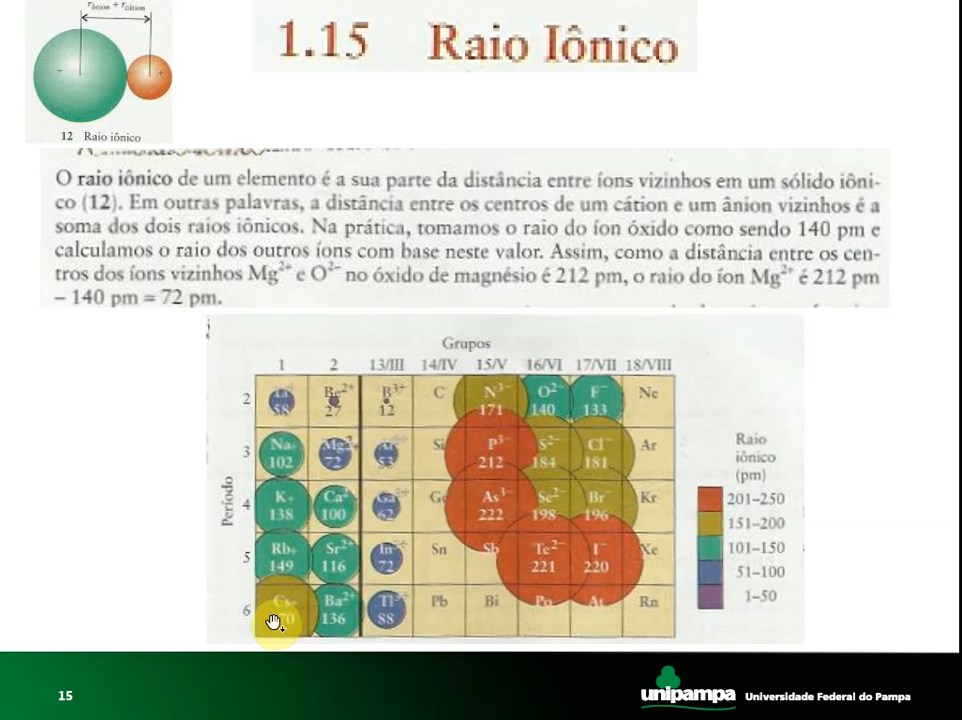 r ânion + r cátion
1.15 Raio Iônico
12 Raio iônico
O raio iônico de um elemento é a sua parte da distância entre íons vizinhos em um sólido iôni-
co (12). Em outras palavras, a distância entre os centros de um cátion e um ânion vizinhos é a
soma dos dois raios iônicos. Na prática, tomamos o raio do íon óxido como sendo 140 pm e
calculamos o raio dos outros íons com base neste valor. Assim, como a distância entre os cen-
tros dos íons vizinhos Mg²⁺ e O²⁻ no óxido de magnésio é 212 pm, o raio do íon Mg²⁺ é 212 pm
– 140 pm = 72 pm.
Grupos
1 2 13/III 14/IV 15/V 16/VI 17/VII 18/VIII
Período
2 Be²⁺ B³⁺ C N³⁻ O²⁻ F⁻ Ne
58 27 12 171 140 133
3 Na+ Mg²⁺ Si P³⁻ S²⁻ Cl⁻ Ar
102 72 53 212 184 181
4 K+ Ca²⁺ Ga³⁺ Ge As³⁻ Se²⁻ Br⁻ Kr
138 100 62 222 198 196
5 Rb+ Sr²⁺ In³⁺ Sn Sb Te²⁻ I⁻ Xe
149 116 72 221 220
6 Cs+ Ba²⁺ Tl³⁺ Pb Bi Po At Rn
136 88
Raio
iônico
(pm)
201–250
151–200
101–150
51–100
1–50
15
unipampa Universidade Federal do Pampa